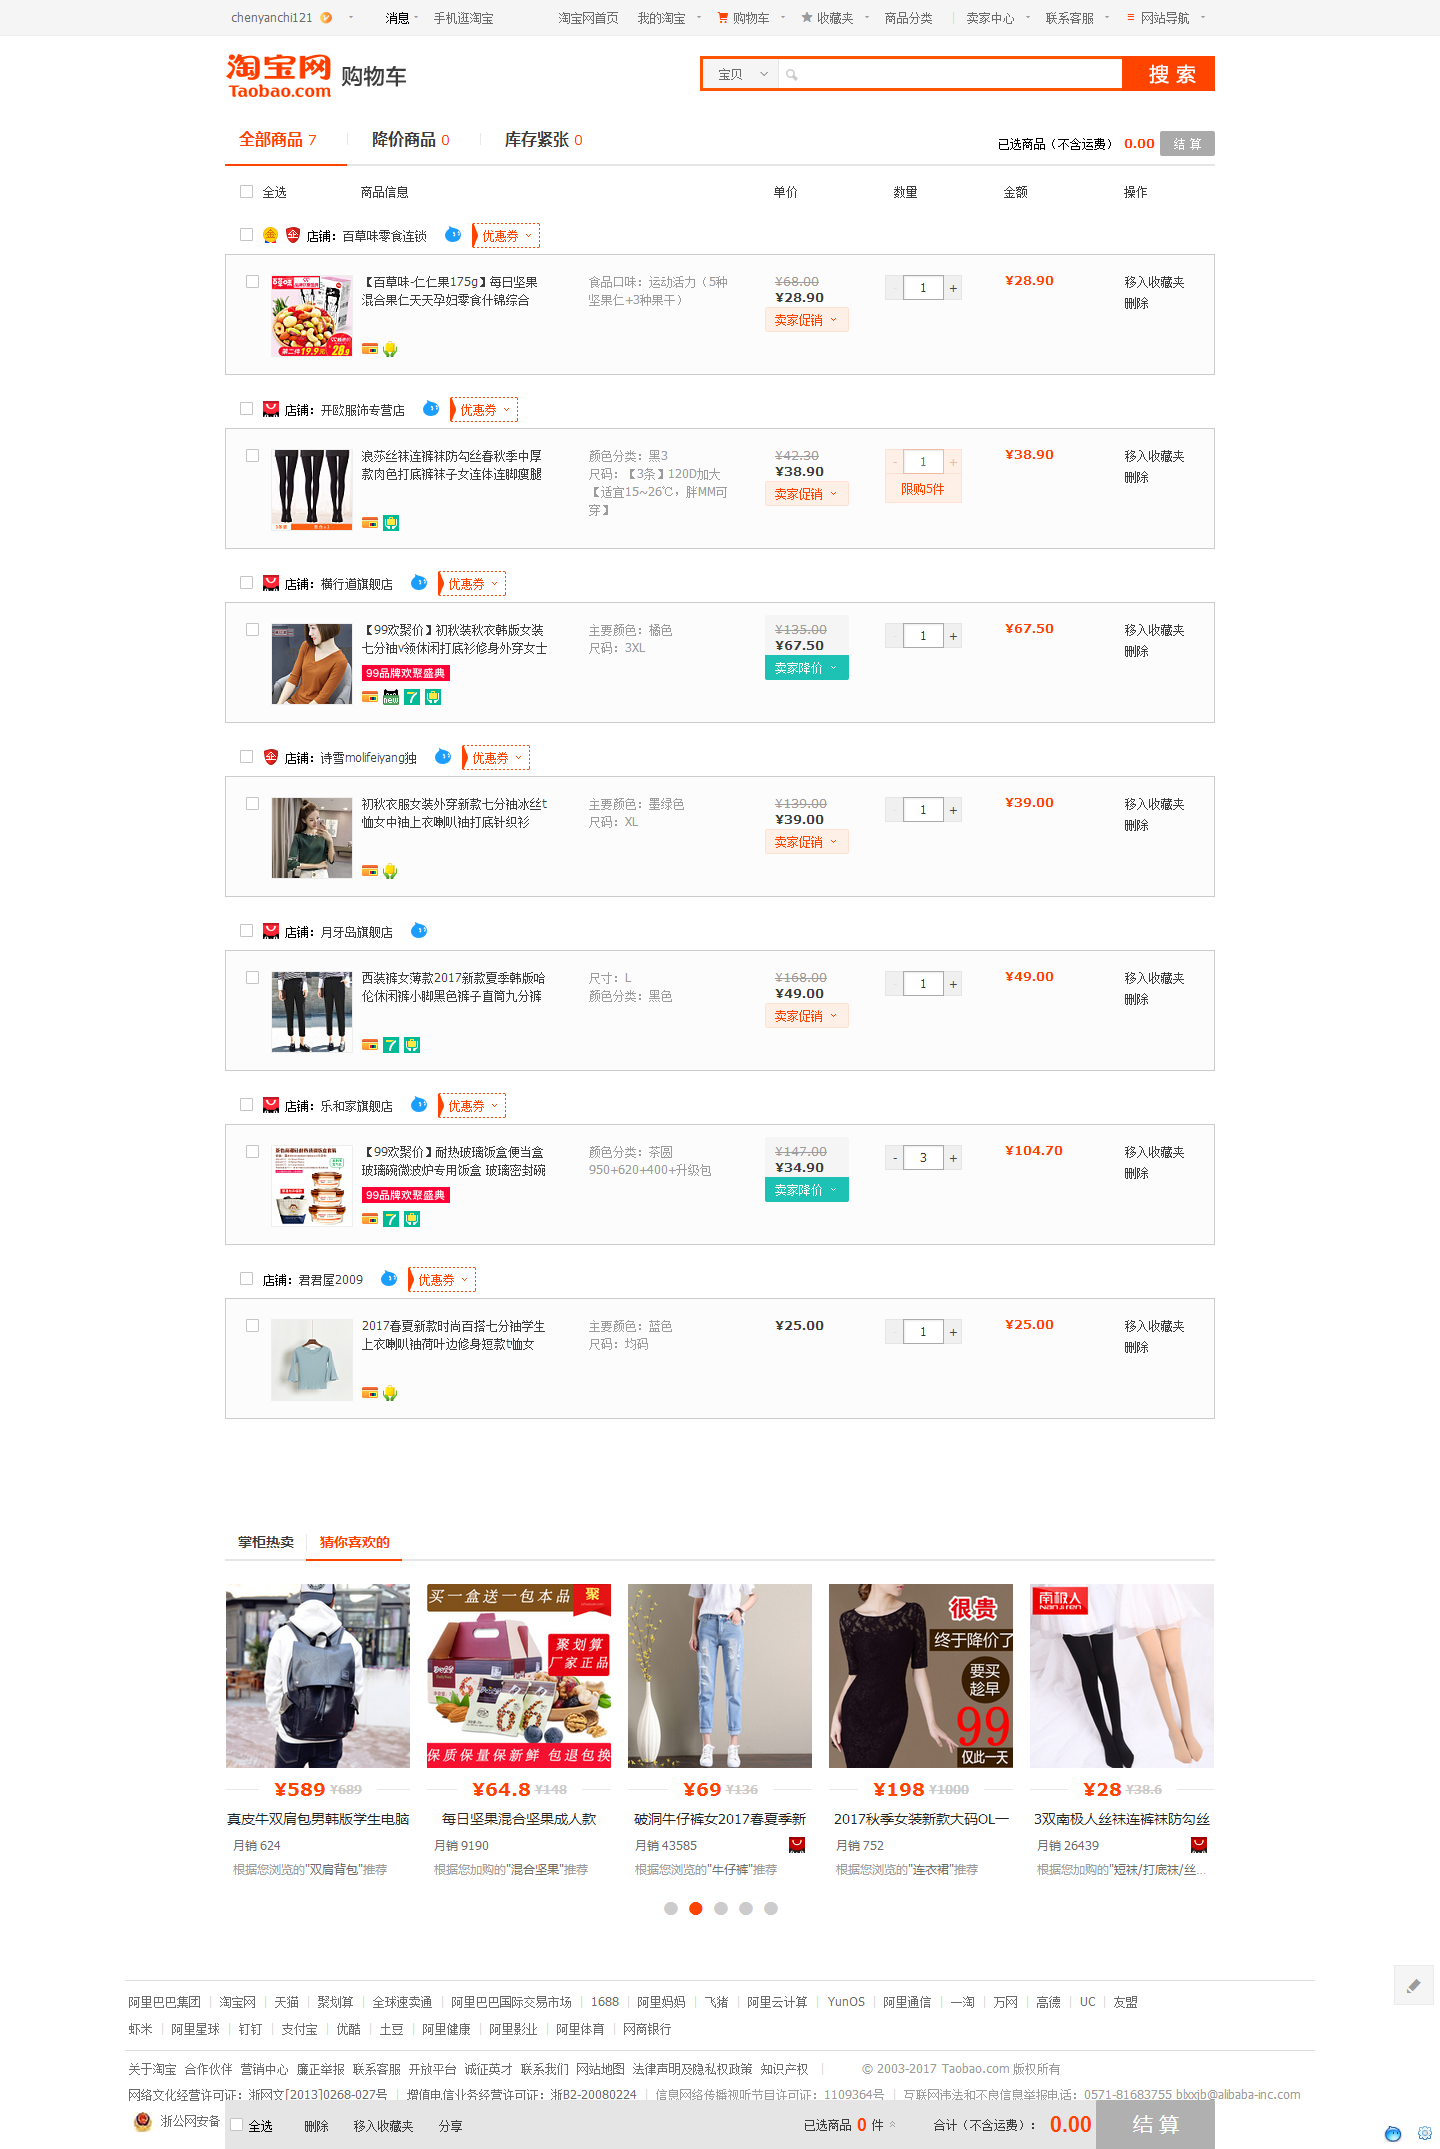 chenyanchi121 消息 手机逛淘宝 淘宝网首页 我的淘宝 购物车 收藏夹 商品分类 卖家中心 联系客服 网站导航
淘宝网 Taobao.com 购物车 宝贝 搜索
全部商品 7 降价商品 0 库存紧张 0 已选商品（不含运费） 0.00 结 算
全选 商品信息 单价 数量 金额 操作
店铺：百草味零食连锁 优惠券
【百草味-仁仁果175g】每日坚果 食品口味：运动活力（5种 ¥68.00 1 + ¥28.90 移入收藏夹
混合果仁天天孕妇零食什锦综合 坚果仁+3种果干） ¥28.90 删除
卖家促销
店铺：开欧服饰专营店 优惠券
浪莎丝袜连裤袜防勾丝春秋季中厚 颜色分类：黑3 ¥42.30 - 1 + ¥38.90 移入收藏夹
款肉色打底裤袜子女连体连脚瘦腿 尺码：【3条】120D加大 ¥38.90 删除
【适宜15~26℃，胖MM可 卖家促销 限购5件
穿】
店铺：横行道旗舰店 优惠券
【99欢聚价】初秋装秋衣韩版女装 主要颜色：橘色 ¥135.00 1 + ¥67.50 移入收藏夹
七分袖v领休闲打底衫修身外穿女士 尺码：3XL ¥67.50 删除
99品牌欢聚盛典 卖家降价
店铺：诗雪molifeiyang独 优惠券
初秋衣服女装外穿新款七分袖冰丝t 主要颜色：墨绿色 ¥139.00 1 + ¥39.00 移入收藏夹
恤女中袖上衣喇叭袖打底针织衫 尺码：XL ¥39.00 删除
卖家促销
店铺：月牙岛旗舰店
西装裤女薄款2017新款夏季韩版哈 尺寸：L ¥168.00 1 + ¥49.00 移入收藏夹
伦休闲裤小脚黑色裤子直筒九分裤 颜色分类：黑色 ¥49.00 删除
卖家促销
店铺：乐和家旗舰店 优惠券
【99欢聚价】耐热玻璃饭盒便当盒 颜色分类：茶圆 ¥147.00 - 3 + ¥104.70 移入收藏夹
玻璃碗微波炉专用饭盒 玻璃密封碗 950+620+400+升级包 ¥34.90 删除
99品牌欢聚盛典 卖家降价
店铺：君君屋2009 优惠券
2017春夏新款时尚百搭七分袖学生 主要颜色：蓝色 ¥25.00 1 + ¥25.00 移入收藏夹
上衣喇叭袖荷叶边修身短款t恤女 尺码：均码 删除
掌柜热卖 猜你喜欢的
买一盒送一包本品 聚
聚划算
厂家正品
保质保量保新鲜 包退包换
很贵
终于降价了
要买
趁早
99
仅此一天
南极人
Nanjiren
¥589 ¥689 ¥64.8 ¥148 ¥69 ¥136 ¥198 ¥1000 ¥28 ¥38.6
真皮牛双肩包男韩版学生电脑 每日坚果混合坚果成人款 破洞牛仔裤女2017春夏季新 2017秋季女装新款大码OL一 3双南极人丝袜连裤袜防勾丝
月销 624 月销 9190 月销 43585 月销 752 月销 26439
根据您浏览的"双肩背包"推荐 根据您加购的"混合坚果"推荐 根据您浏览的"牛仔裤"推荐 根据您浏览的"连衣裙"推荐 根据您加购的"短袜/打底袜/丝...
阿里巴巴集团 | 淘宝网 | 天猫 | 聚划算 | 全球速卖通 | 阿里巴巴国际交易市场 | 1688 | 阿里妈妈 | 飞猪 | 阿里云计算 | YunOS | 阿里通信 | 一淘 | 万网 | 高德 | UC | 友盟
虾米 | 阿里星球 | 钉钉 | 支付宝 | 优酷 | 土豆 | 阿里健康 | 阿里影业 | 阿里体育 | 网商银行
关于淘宝 合作伙伴 营销中心 廉正举报 联系客服 开放平台 诚征英才 联系我们 网站地图 法律声明及隐私权政策 知识产权 | © 2003-2017 Taobao.com 版权所有
网络文化经营许可证：浙网文[2013]0268-027号 | 增值电信业务经营许可证：浙B2-20080224 | 信息网络传播视听节目许可证：1109364号 | 互联网违法和不良信息举报电话：0571-81683755 blxxjb@alibaba-inc.com
浙公网安备 全选 删除 移入收藏夹 分享 已选商品 0 件 合计（不含运费）： 0.00 结 算